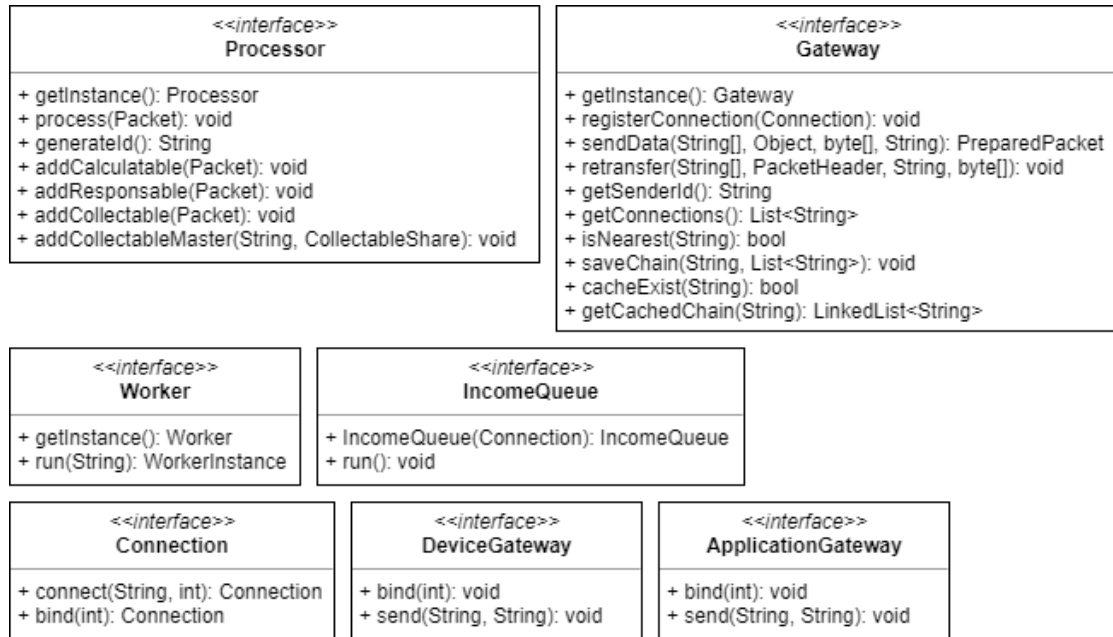 <<interface>>
Processor
+ getInstance(): Processor
+ process(Packet): void
+ generateId(): String
+ addCalculatable(Packet): void
+ addResponsable(Packet): void
+ addCollectable(Packet): void
+ addCollectableMaster(String, CollectableShare): void
<<interface>>
Gateway
+ getInstance(): Gateway
+ registerConnection(Connection): void
+ sendData(String[], Object, byte[], String): PreparedPacket
+ retransfer(String[], PacketHeader, String, byte[]): void
+ getSenderId(): String
+ getConnections(): List<String>
+ isNearest(String): bool
+ saveChain(String, List<String>): void
+ cacheExist(String): bool
+ getCachedChain(String): LinkedList<String>
<<interface>>
Worker
+ getInstance(): Worker
+ run(String): WorkerInstance
<<interface>>
IncomeQueue
+ IncomeQueue(Connection): IncomeQueue
+ run(): void
<<interface>>
Connection
+ connect(String, int): Connection
+ bind(int): Connection
<<interface>>
DeviceGateway
+ bind(int): void
+ send(String, String): void
<<interface>>
ApplicationGateway
+ bind(int): void
+ send(String, String): void